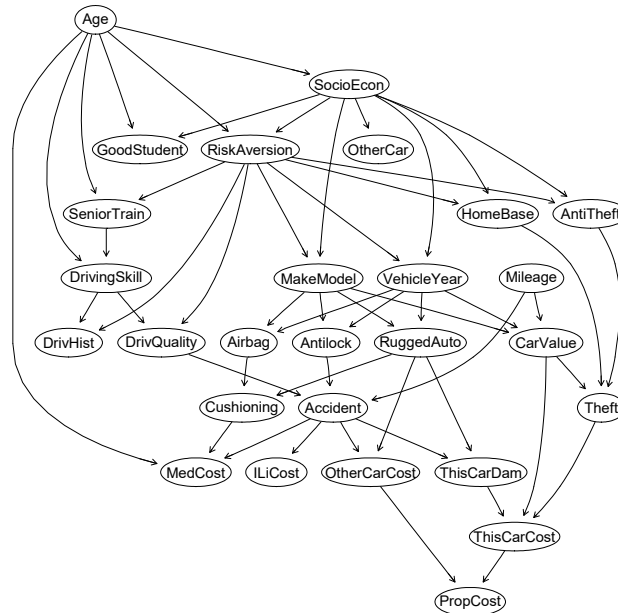 Age
SocioEcon
GoodStudent RiskAversion OtherCar
SeniorTrain HomeBase AntiTheft
DrivingSkill MakeModel VehicleYear Mileage
DrivHist DrivQuality Airbag Antilock RuggedAuto CarValue
Cushioning Accident Theft
MedCost ILiCost OtherCarCost ThisCarDam
ThisCarCost
PropCost